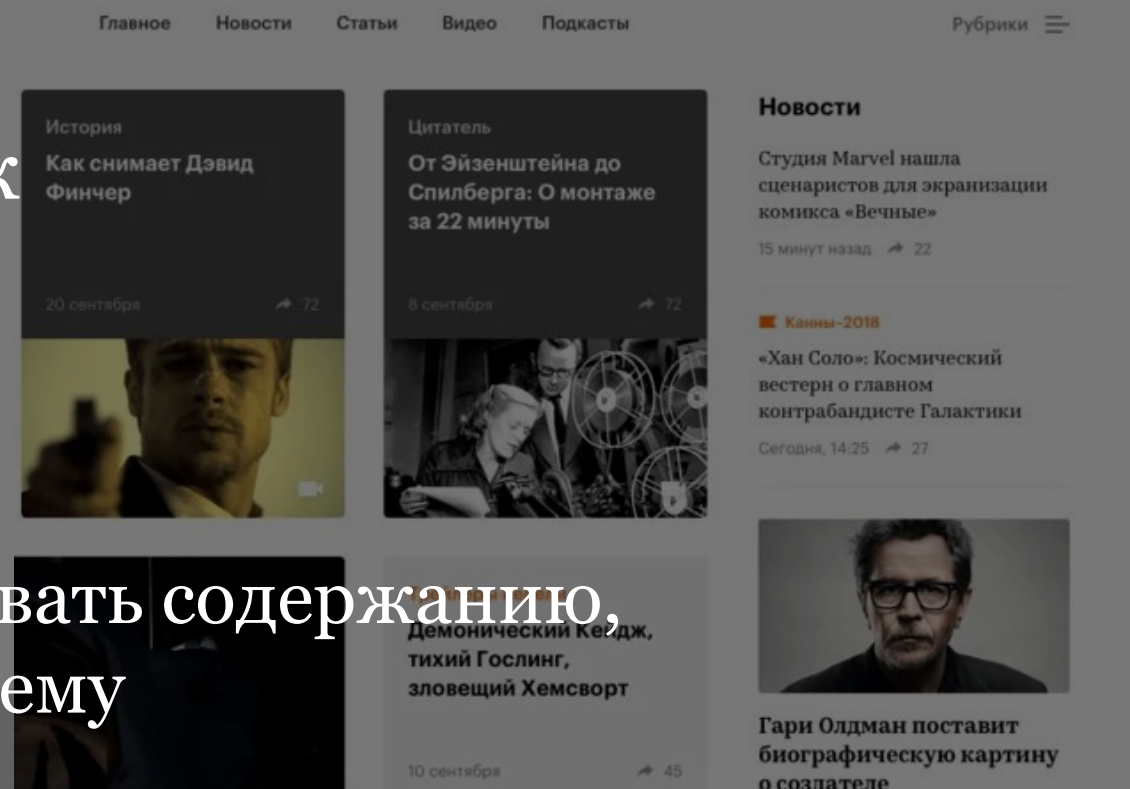 Главное Новости Статьи Видео Подкасты Рубрики
История
Как снимает Дэвид
Финчер
20 сентября 72
Цитатель
От Эйзенштейна до
Спилберга: О монтаже
за 22 минуты
8 сентября 72
Новости
Студия Marvel нашла
сценаристов для экранизации
комикса «Вечные»
15 минут назад 22
Канны–2018
«Хан Соло»: Космический
вестерн о главном
контрабандисте Галактики
Сегодня, 14:25 27
к
вать содержанию,
ему
Демонический Кейдж,
тихий Гослинг,
зловещий Хемсворт
10 сентября 45
Гари Олдман поставит
биографическую картину
о создателе